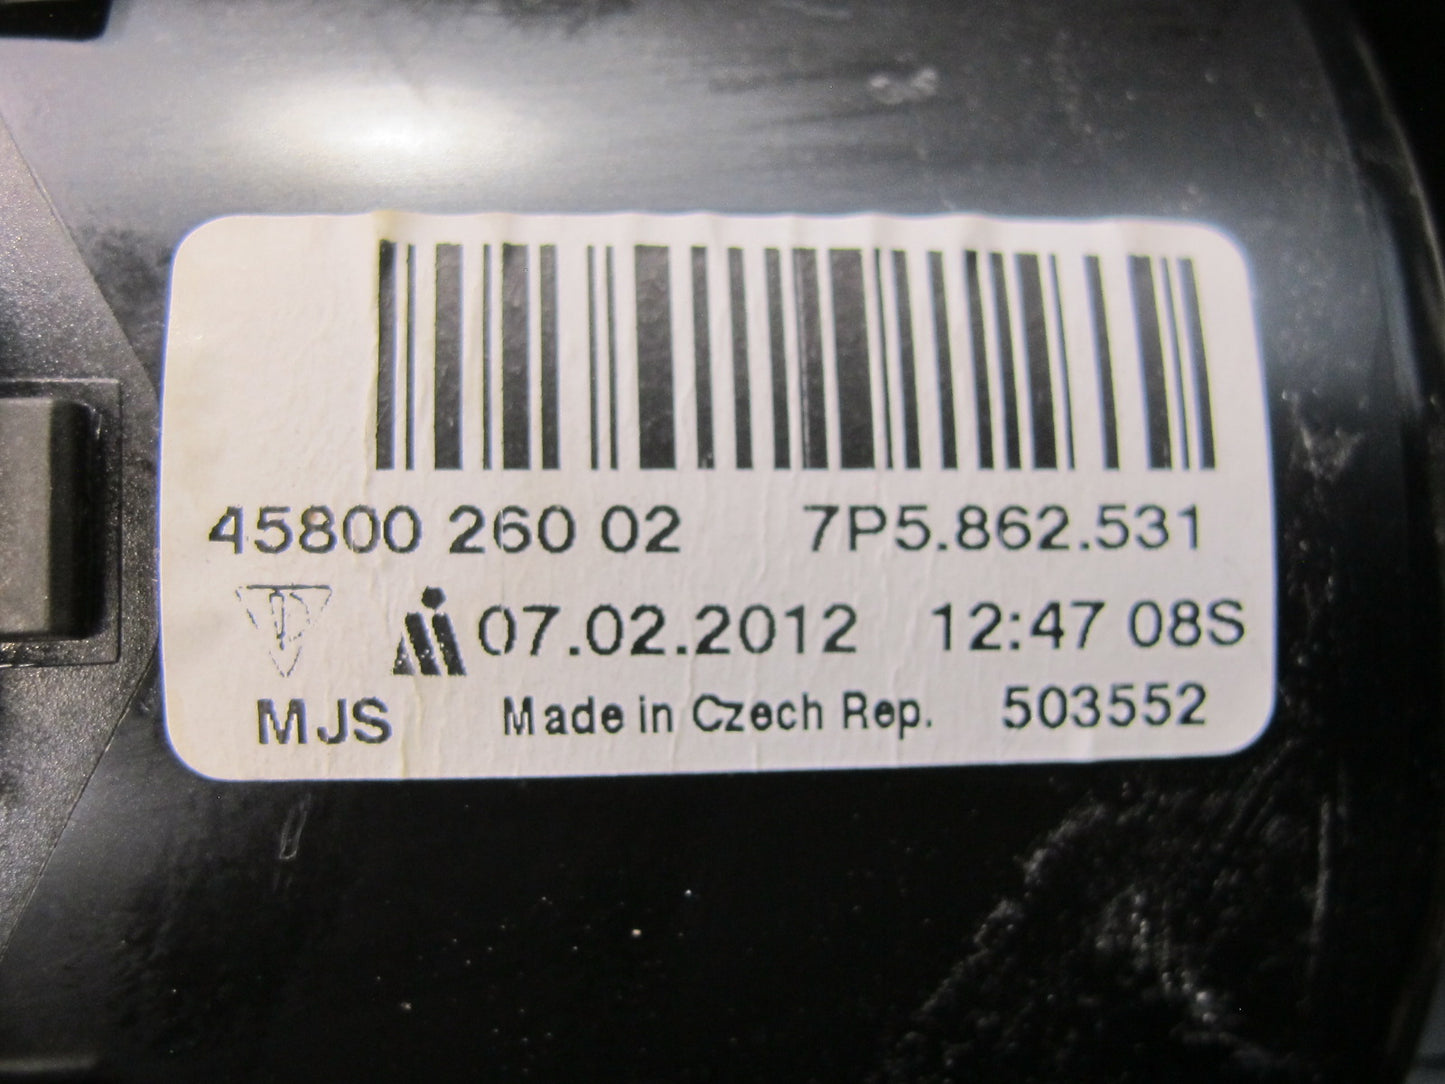 45800 260 02 7P5.862.531
07.02.2012 12:47 08S
MJS Made in Czech Rep. 503552